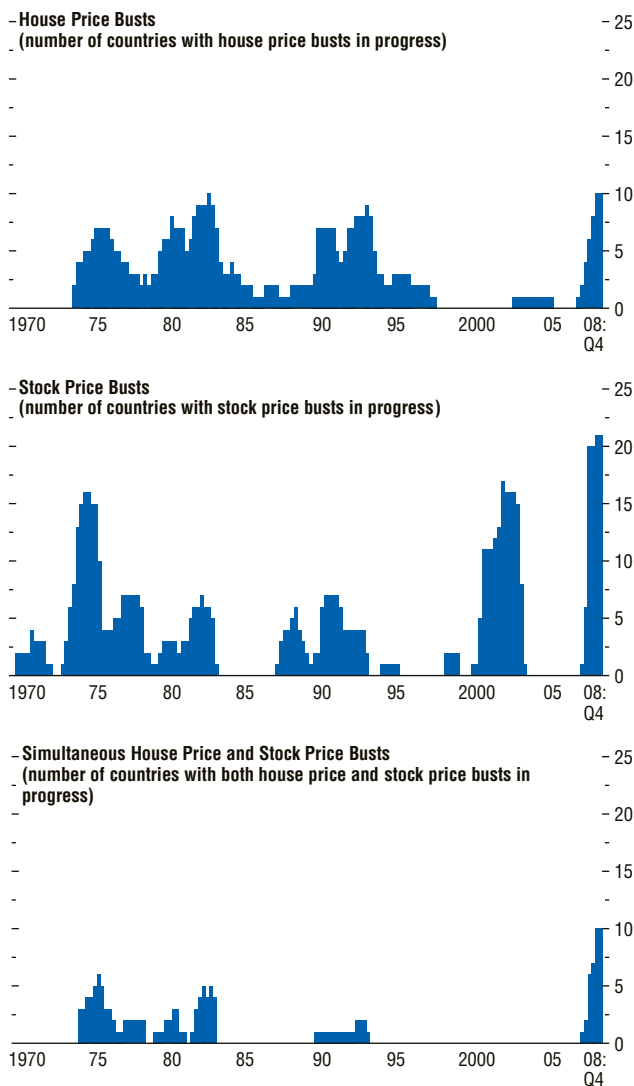 House Price Busts
(number of countries with house price busts in progress)
25
20
15
10
5
0
1970 75 80 85 90 95 2000 05 08:
Q4
Stock Price Busts
(number of countries with stock price busts in progress)
25
20
15
10
5
0
1970 75 80 85 90 95 2000 05 08:
Q4
Simultaneous House Price and Stock Price Busts
(number of countries with both house price and stock price busts in
progress)
25
20
15
10
5
0
1970 75 80 85 90 95 2000 05 08:
Q4